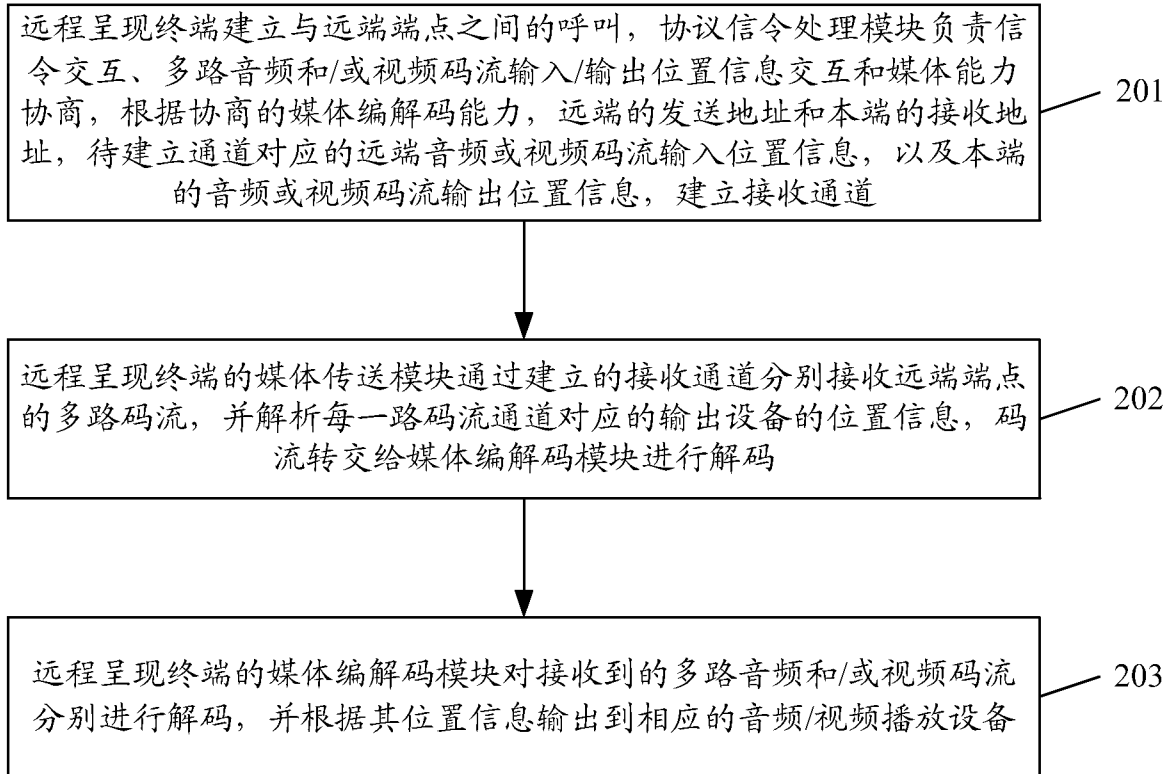 远程呈现终端建立与远端端点之间的呼叫，协议信令处理模块负责信
令交互、多路音频和/或视频码流输入/输出位置信息交互和媒体能力
协商，根据协商的媒体编解码能力，远端的发送地址和本端的接收地
址，待建立通道对应的远端音频或视频码流输入位置信息，以及本端
的音频或视频码流输出位置信息，建立接收通道
201
远程呈现终端的媒体传送模块通过建立的接收通道分别接收远端端点
的多路码流，并解析每一路码流通道对应的输出设备的位置信息，码
流转交给媒体编解码模块进行解码
202
远程呈现终端的媒体编解码模块对接收到的多路音频和/或视频码流
分别进行解码，并根据其位置信息输出到相应的音频/视频播放设备
203